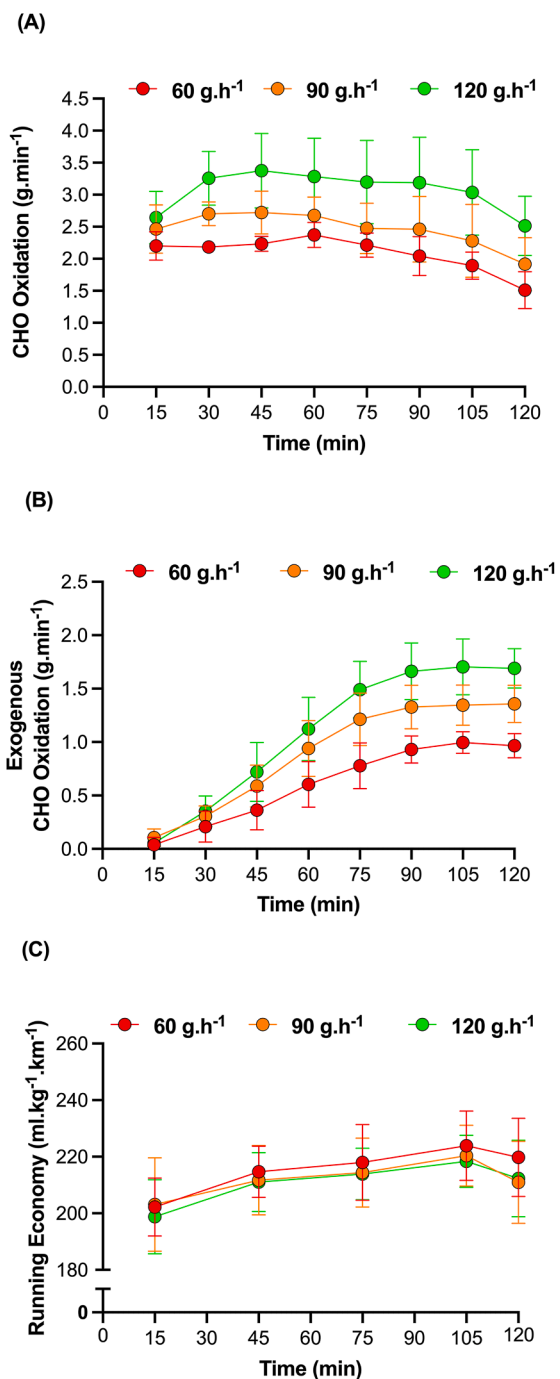 (A)
60 g.h⁻¹ 90 g.h⁻¹ 120 g.h⁻¹
CHO Oxidation (g.min⁻¹)
4.5
4.0
3.5
3.0
2.5
2.0
1.5
1.0
0.5
0.0
0 15 30 45 60 75 90 105 120
Time (min)
(B)
60 g.h⁻¹ 90 g.h⁻¹ 120 g.h⁻¹
Exogenous
CHO Oxidation (g.min⁻¹)
2.5
2.0
1.5
1.0
0.5
0.0
0 15 30 45 60 75 90 105 120
Time (min)
(C)
60 g.h⁻¹ 90 g.h⁻¹ 120 g.h⁻¹
Running Economy (ml.kg⁻¹.km⁻¹)
260
240
220
200
180
0
0 15 30 45 60 75 90 105 120
Time (min)